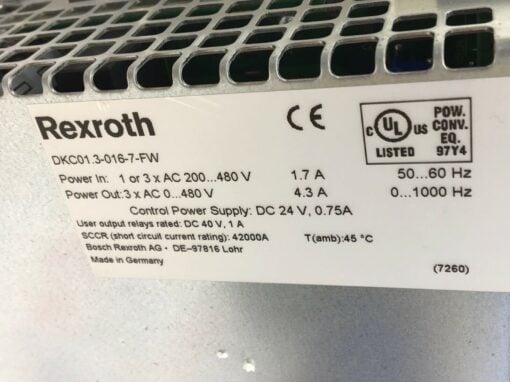 Rexroth
CE
DKC01.3-016-7-FW
c UL US LISTED
POW.
CONV.
EQ.
97Y4
Power In: 1 or 3 x AC 200...480 V 1.7 A 50...60 Hz
Power Out: 3 x AC 0...480 V 4.3 A 0...1000 Hz
Control Power Supply: DC 24 V, 0.75A
User output relays rated: DC 40 V, 1 A
SCCR (short circuit current rating): 42000A T(amb):45 °C
Bosch Rexroth AG • DE-97816 Lohr
Made in Germany
(7260)